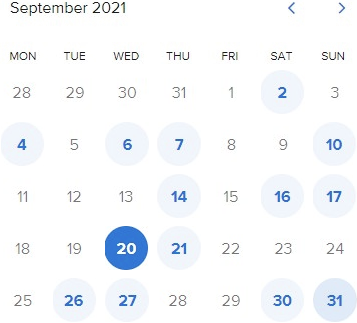 September 2021
MON TUE WED THU FRI SAT SUN
28 29 30 31 1 2 3
4 5 6 7 8 9 10
11 12 13 14 15 16 17
18 19 20 21 22 23 24
25 26 27 28 29 30 31